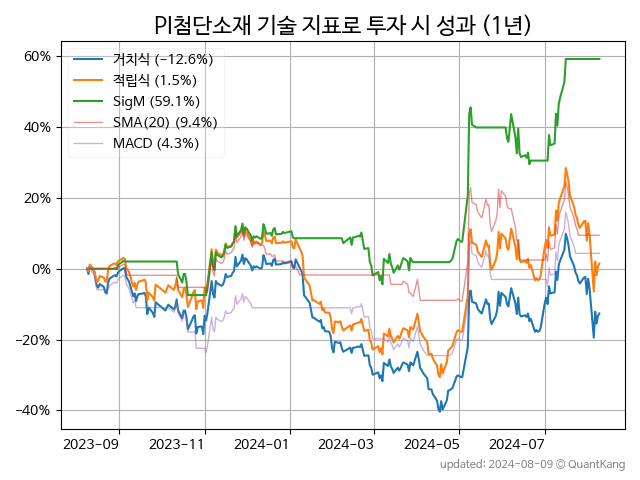 PI첨단소재 기술 지표로 투자 시 성과 (1년)
거치식 (−12.6%)
적립식 (1.5%)
SigM (59.1%)
SMA(20) (9.4%)
MACD (4.3%)
60%
40%
20%
0%
−20%
−40%
2023-09 2023-11 2024-01 2024-03 2024-05 2024-07
updated: 2024-08-09 © QuantKang